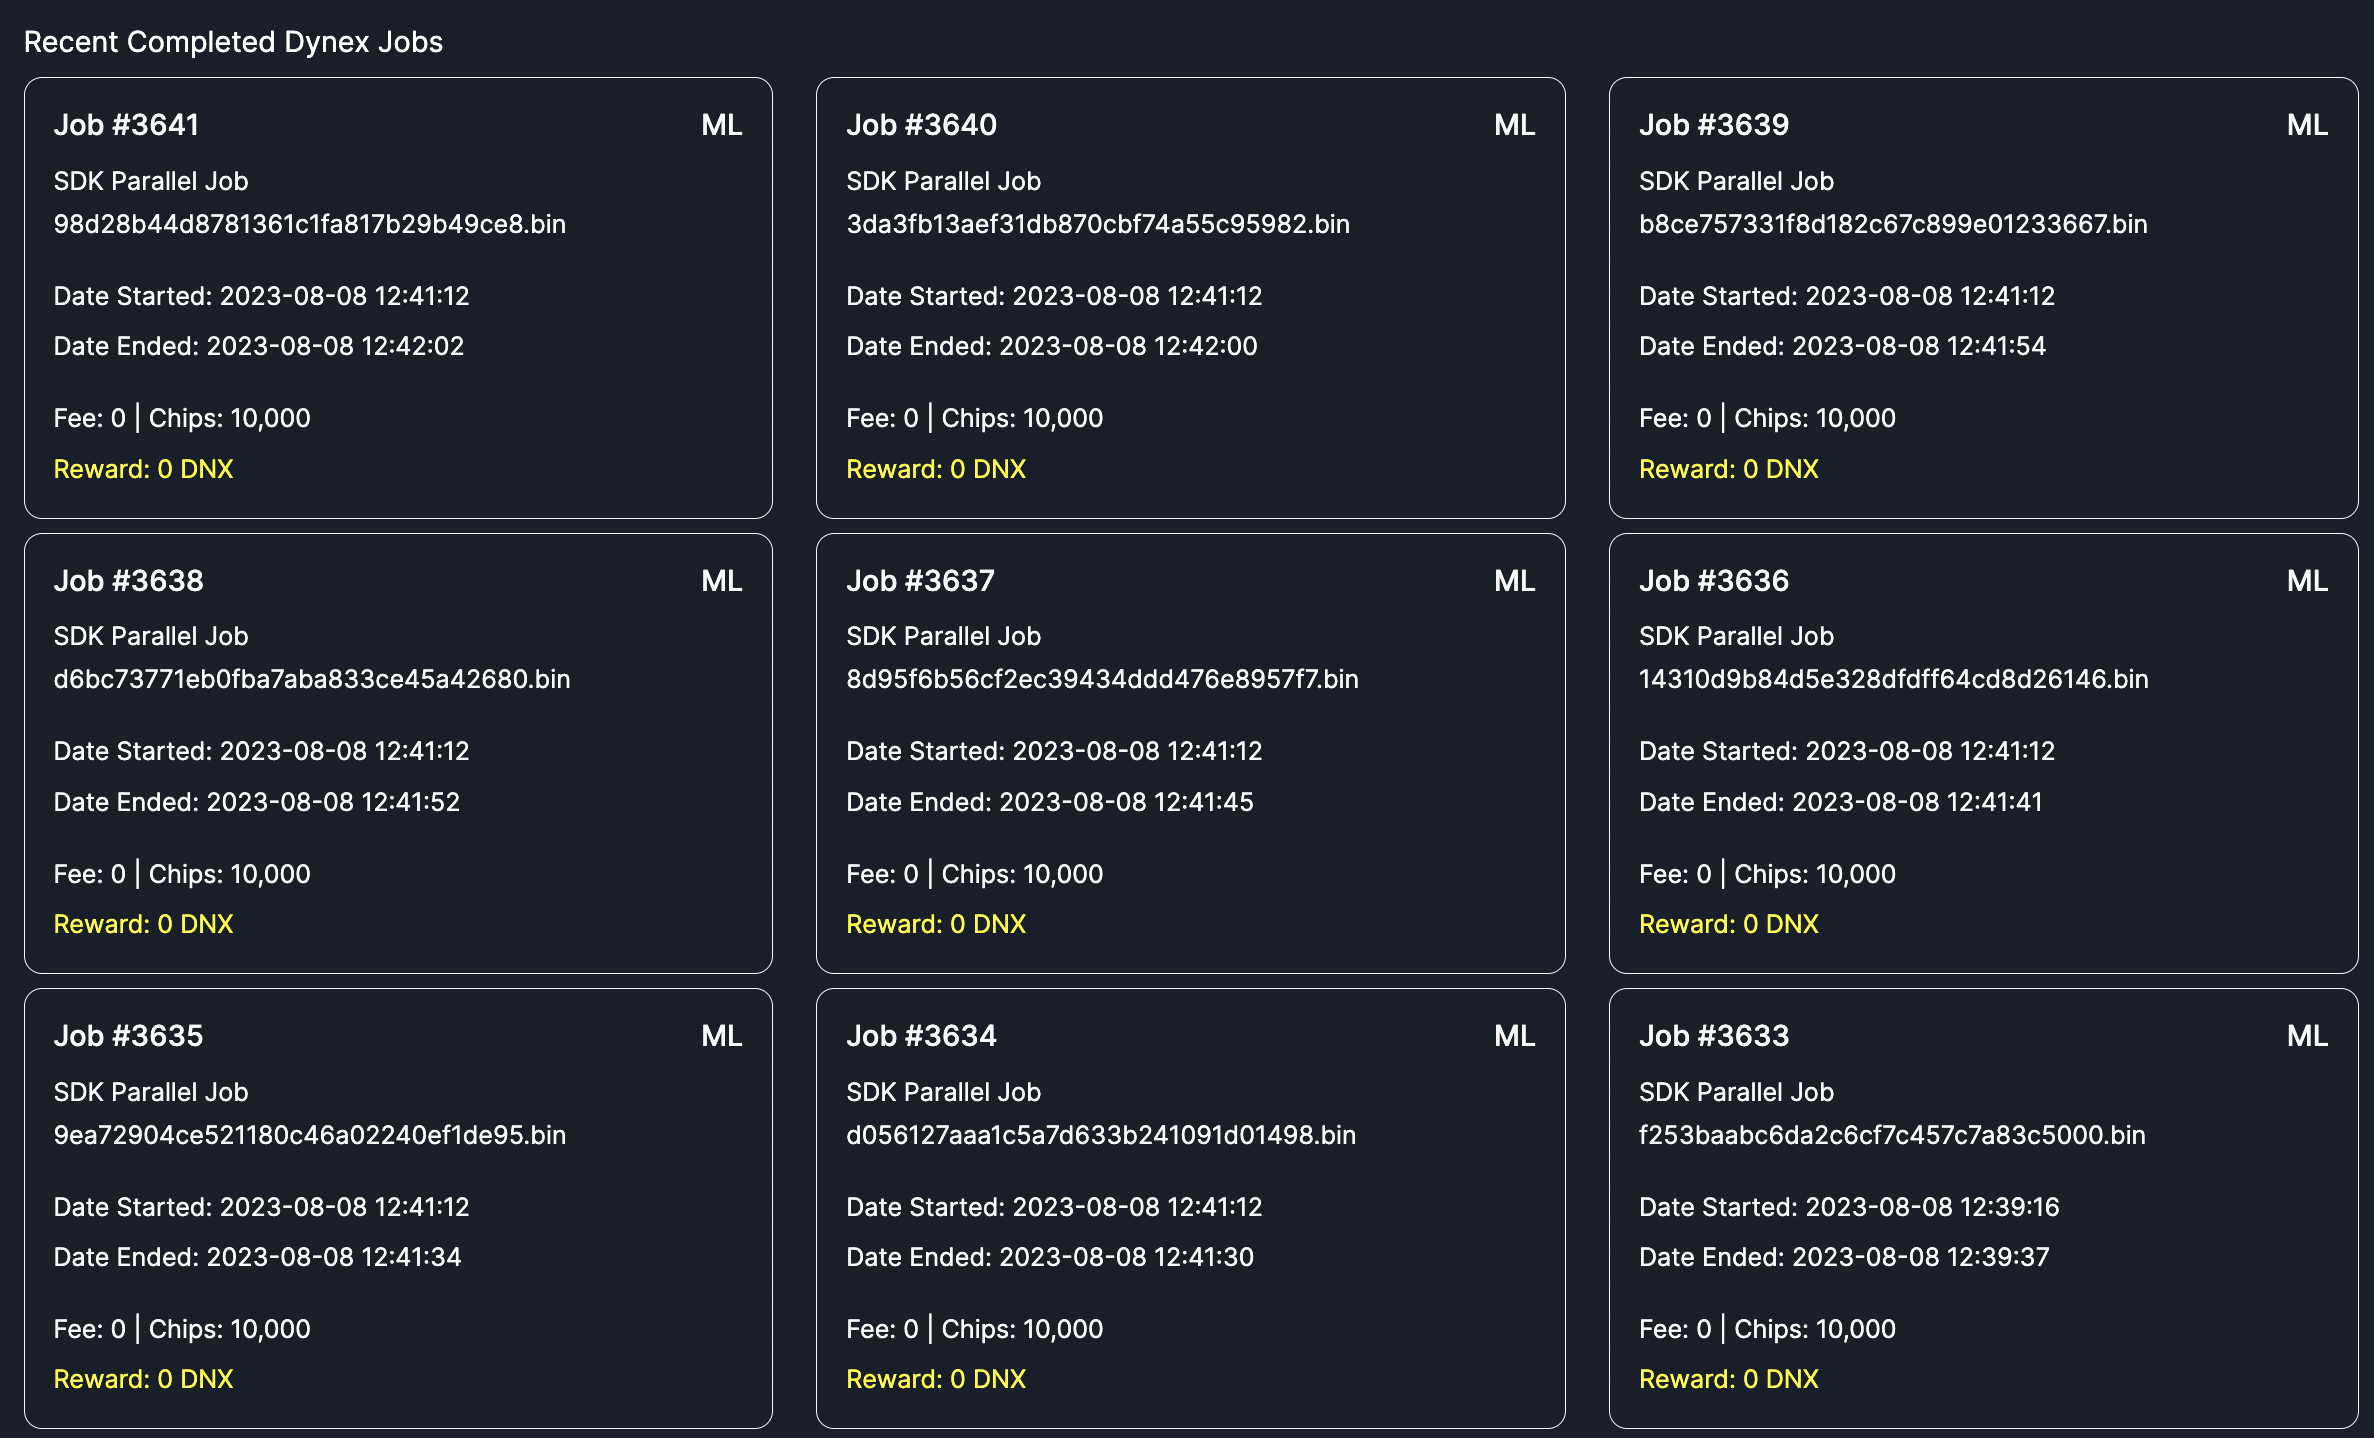 Recent Completed Dynex Jobs
Job #3641 ML
SDK Parallel Job
98d28b44d8781361c1fa817b29b49ce8.bin
Date Started: 2023-08-08 12:41:12
Date Ended: 2023-08-08 12:42:02
Fee: 0 | Chips: 10,000
Reward: 0 DNX
Job #3640 ML
SDK Parallel Job
3da3fb13aef31db870cbf74a55c95982.bin
Date Started: 2023-08-08 12:41:12
Date Ended: 2023-08-08 12:42:00
Fee: 0 | Chips: 10,000
Reward: 0 DNX
Job #3639 ML
SDK Parallel Job
b8ce757331f8d182c67c899e01233667.bin
Date Started: 2023-08-08 12:41:12
Date Ended: 2023-08-08 12:41:54
Fee: 0 | Chips: 10,000
Reward: 0 DNX
Job #3638 ML
SDK Parallel Job
d6bc73771eb0fba7aba833ce45a42680.bin
Date Started: 2023-08-08 12:41:12
Date Ended: 2023-08-08 12:41:52
Fee: 0 | Chips: 10,000
Reward: 0 DNX
Job #3637 ML
SDK Parallel Job
8d95f6b56cf2ec39434ddd476e8957f7.bin
Date Started: 2023-08-08 12:41:12
Date Ended: 2023-08-08 12:41:45
Fee: 0 | Chips: 10,000
Reward: 0 DNX
Job #3636 ML
SDK Parallel Job
14310d9b84d5e328dfdff64cd8d26146.bin
Date Started: 2023-08-08 12:41:12
Date Ended: 2023-08-08 12:41:41
Fee: 0 | Chips: 10,000
Reward: 0 DNX
Job #3635 ML
SDK Parallel Job
9ea72904ce521180c46a02240ef1de95.bin
Date Started: 2023-08-08 12:41:12
Date Ended: 2023-08-08 12:41:34
Fee: 0 | Chips: 10,000
Reward: 0 DNX
Job #3634 ML
SDK Parallel Job
d056127aaa1c5a7d633b241091d01498.bin
Date Started: 2023-08-08 12:41:12
Date Ended: 2023-08-08 12:41:30
Fee: 0 | Chips: 10,000
Reward: 0 DNX
Job #3633 ML
SDK Parallel Job
f253baabc6da2c6cf7c457c7a83c5000.bin
Date Started: 2023-08-08 12:39:16
Date Ended: 2023-08-08 12:39:37
Fee: 0 | Chips: 10,000
Reward: 0 DNX